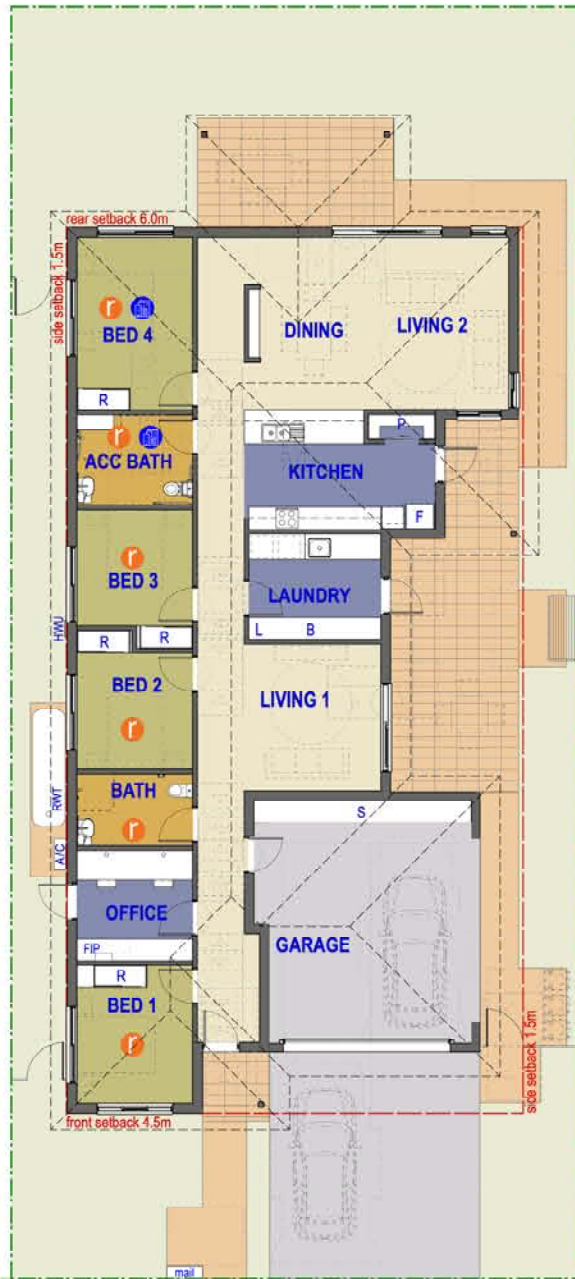 rear setback 6.0m
side setback 1.5m
r
BED 4
R
DINING
LIVING 2
r
ACC BATH
P
KITCHEN
F
r
BED 3
R
R
HWU
LAUNDRY
L
B
BED 2
r
LIVING 1
BATH
r
RWT
A/C
S
OFFICE
FIP
GARAGE
R
BED 1
r
side setback 1.5m
front setback 4.5m
mail